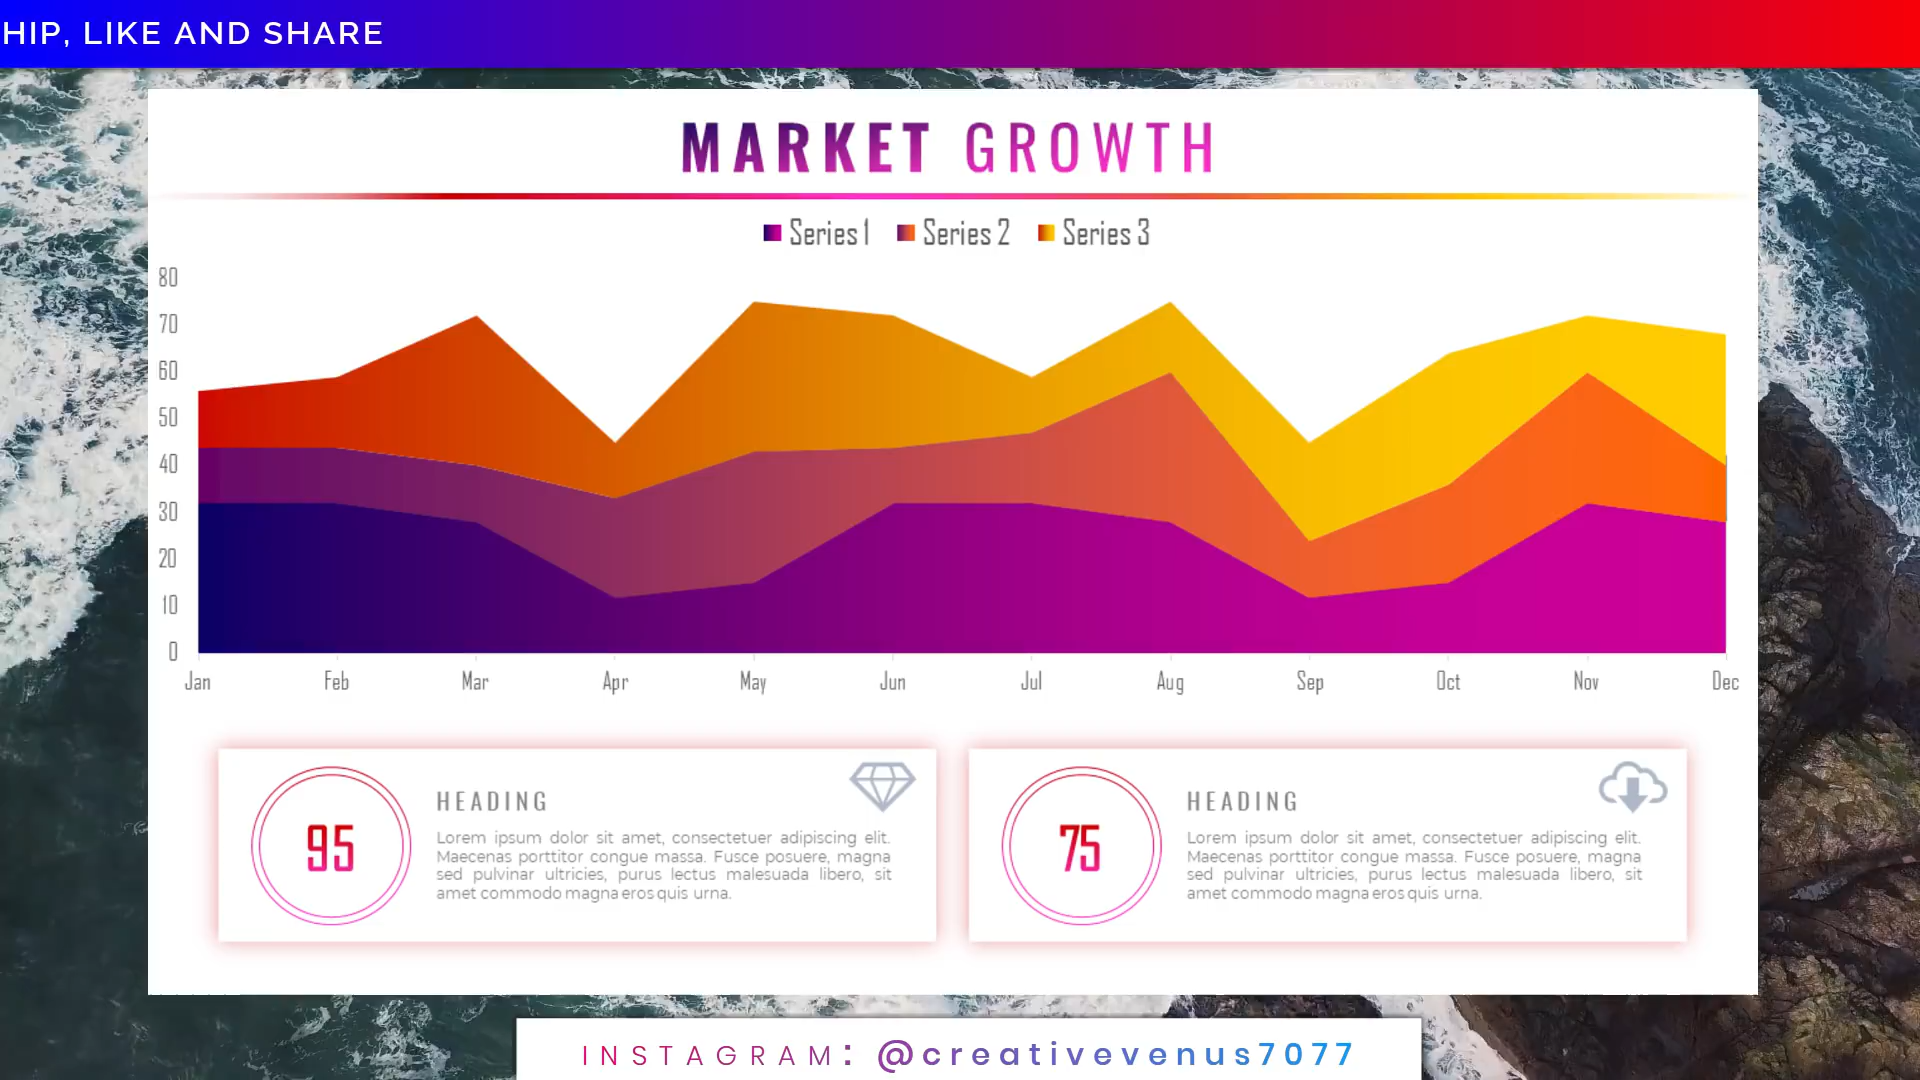 HIP, LIKE AND SHARE
MARKET GROWTH
Series 1 Series 2 Series 3
80
70
60
50
40
30
20
10
0
Jan Feb Mar Apr May Jun Jul Aug Sep Oct Nov Dec
95
HEADING
Lorem ipsum dolor sit amet, consectetuer adipiscing elit.
Maecenas porttitor congue massa. Fusce posuere, magna
sed pulvinar ultricies, purus lectus malesuada libero, sit
amet commodo magna eros quis urna.
75
HEADING
Lorem ipsum dolor sit amet, consectetuer adipiscing elit.
Maecenas porttitor congue massa. Fusce posuere, magna
sed pulvinar ultricies, purus lectus malesuada libero, sit
amet commodo magna eros quis urna.
INSTAGRAM: @creativevenus7077